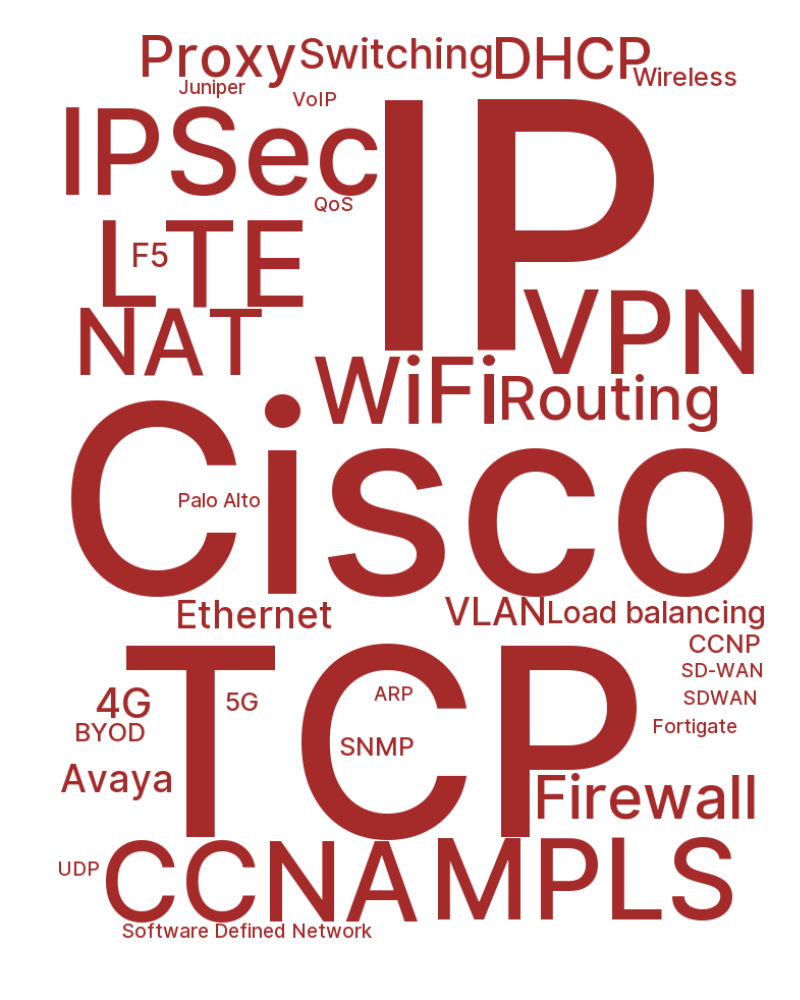 Proxy
Switching
DHCP
Wireless
Juniper
VoIP
IPSec
IP
QoS
LTE
F5
VPN
NAT
WiFi
Routing
Cisco
Palo Alto
Ethernet
VLAN
Load balancing
CCNP
TCP
SD-WAN
4G
5G
ARP
SDWAN
BYOD
SNMP
Fortigate
Avaya
Firewall
UDP
CCNA
MPLS
Software Defined Network